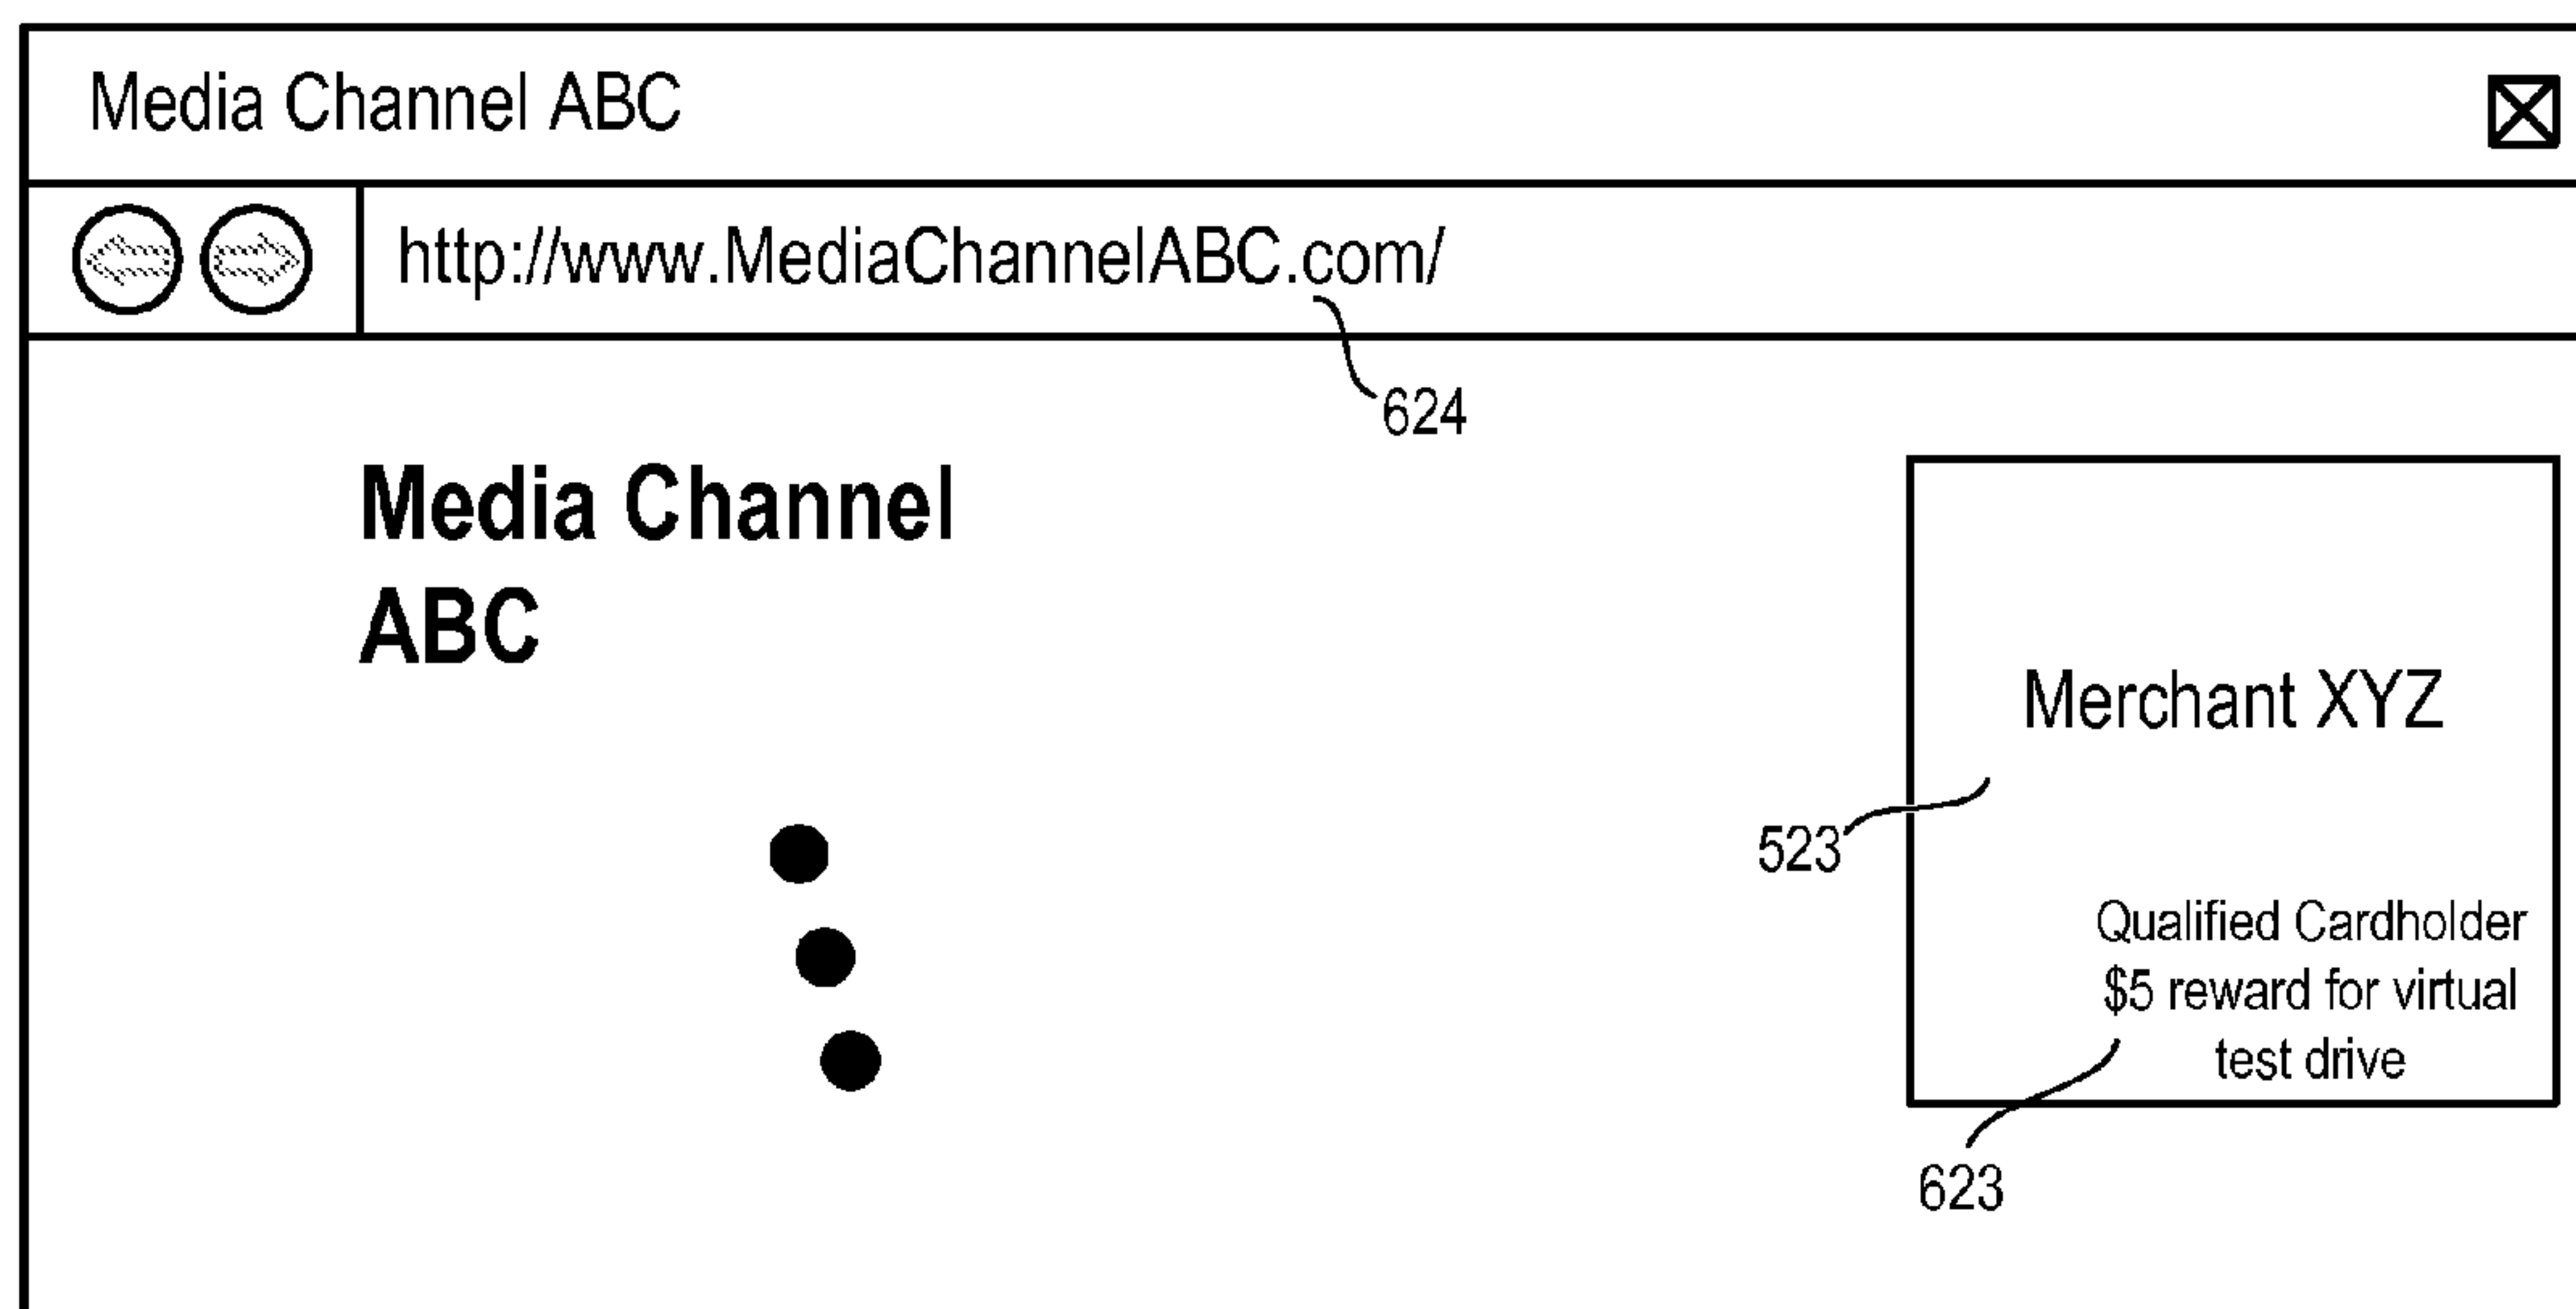 Media Channel ABC
http://www.MediaChannelABC.com/
624
Media Channel
ABC
Merchant XYZ
523
Qualified Cardholder
$5 reward for virtual
test drive
623